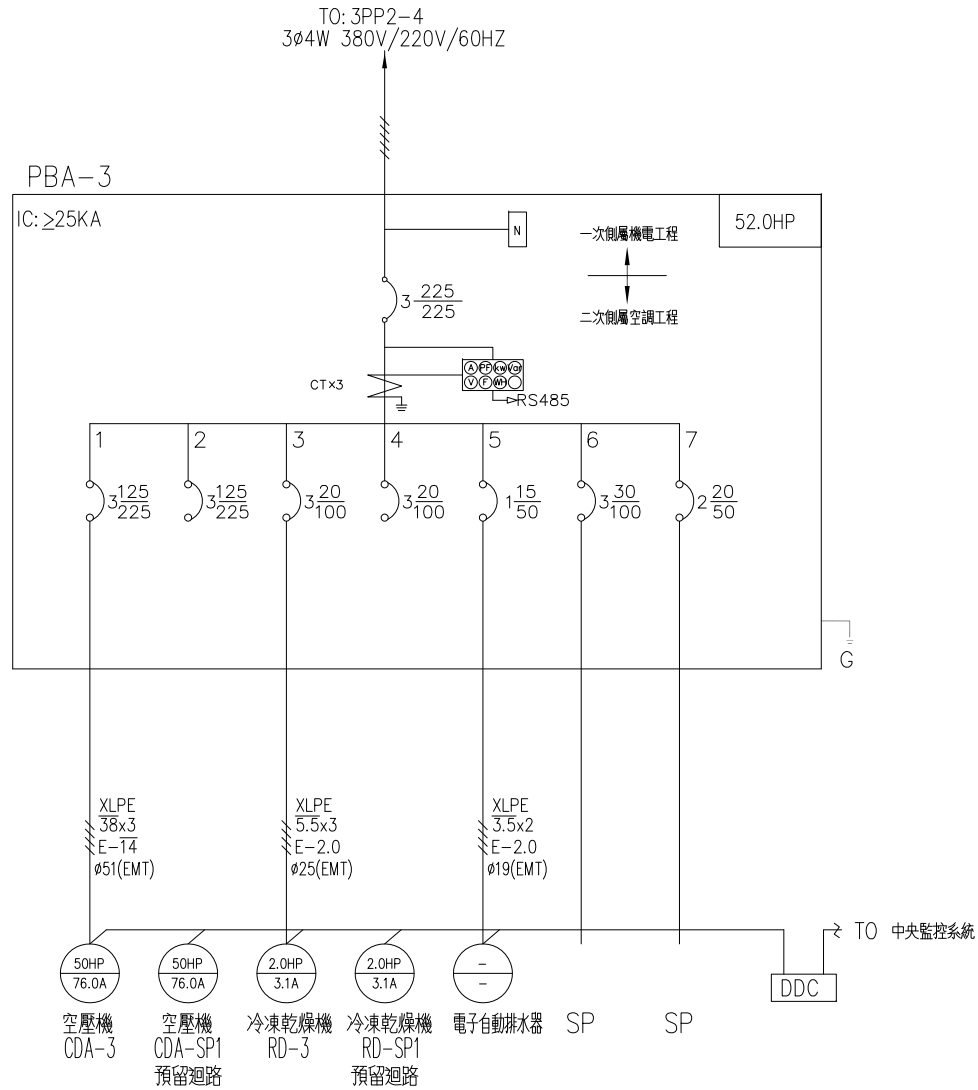 TO: 3PP2-4
3ø4W 380V/220V/60HZ
PBA-3
IC: ≥25KA
N
一次側屬機電工程
52.0HP
二次側屬空調工程
3 225/225
CT×3
A PF kw Var
V F WH
RS485
1 2 3 4 5 6 7
3 125/225 3 125/225 3 20/100 3 20/100 1 15/50 3 30/100 2 20/50
G
XLPE
38x3
E-14
ø51(EMT)
XLPE
5.5x3
E-2.0
ø25(EMT)
XLPE
3.5x2
E-2.0
ø19(EMT)
TO 中央監控系統
DDC
50HP
76.0A
空壓機
CDA-3
50HP
76.0A
空壓機
CDA-SP1
預留迴路
2.0HP
3.1A
冷凍乾燥機
RD-3
2.0HP
3.1A
冷凍乾燥機
RD-SP1
預留迴路
-
-
電子自動排水器
SP
SP